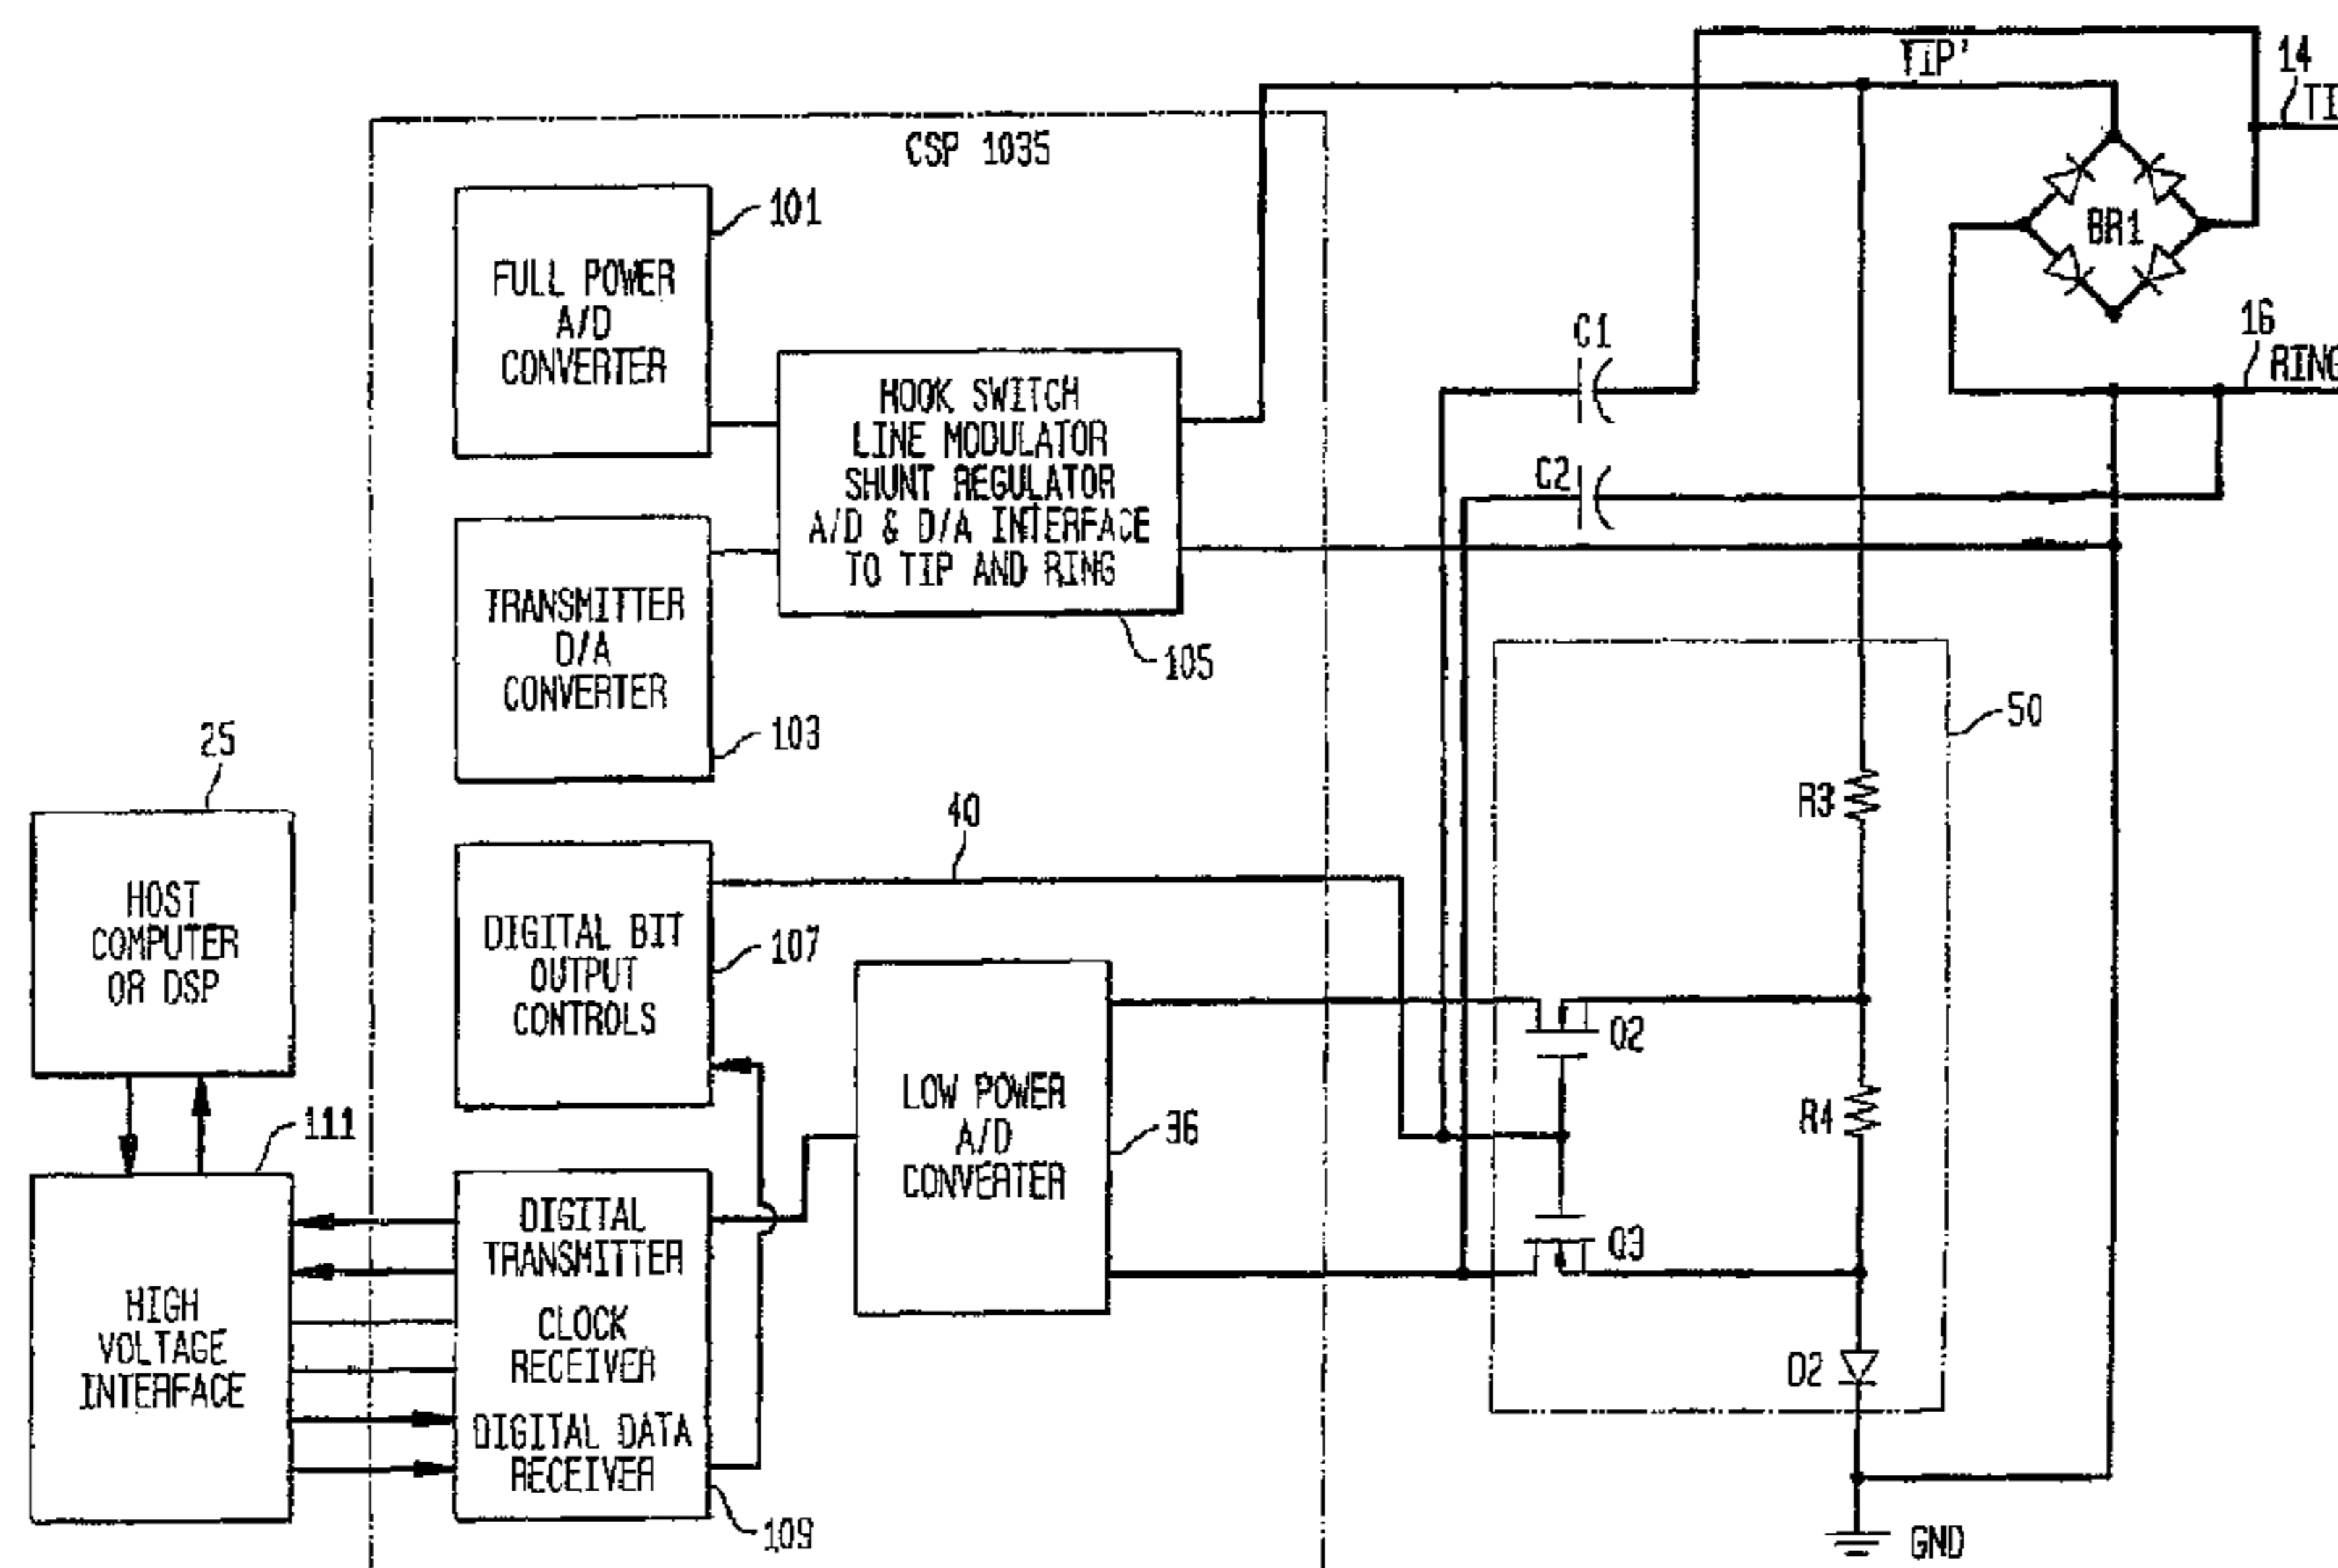 TIP'
14
TI
CSP 1035
101
FULL POWER
A/D
CONVERTER
BR1
16
RING
C1
HOOK SWITCH
LINE MODULATOR
SHUNT REGULATOR
A/D & D/A INTERFACE
TO TIP AND RING
C2
TRANSMITTER
D/A
CONVERTER
105
103
50
25
R3
40
HOST
COMPUTER
OR DSP
DIGITAL BIT
OUTPUT
CONTROLS
107
Q2
LOW POWER
A/D
CONVERTER
36
R4
111
DIGITAL
TRANSMITTER
CLOCK
RECEIVER
DIGITAL DATA
RECEIVER
Q3
HIGH
VOLTAGE
INTERFACE
D2
109
GND